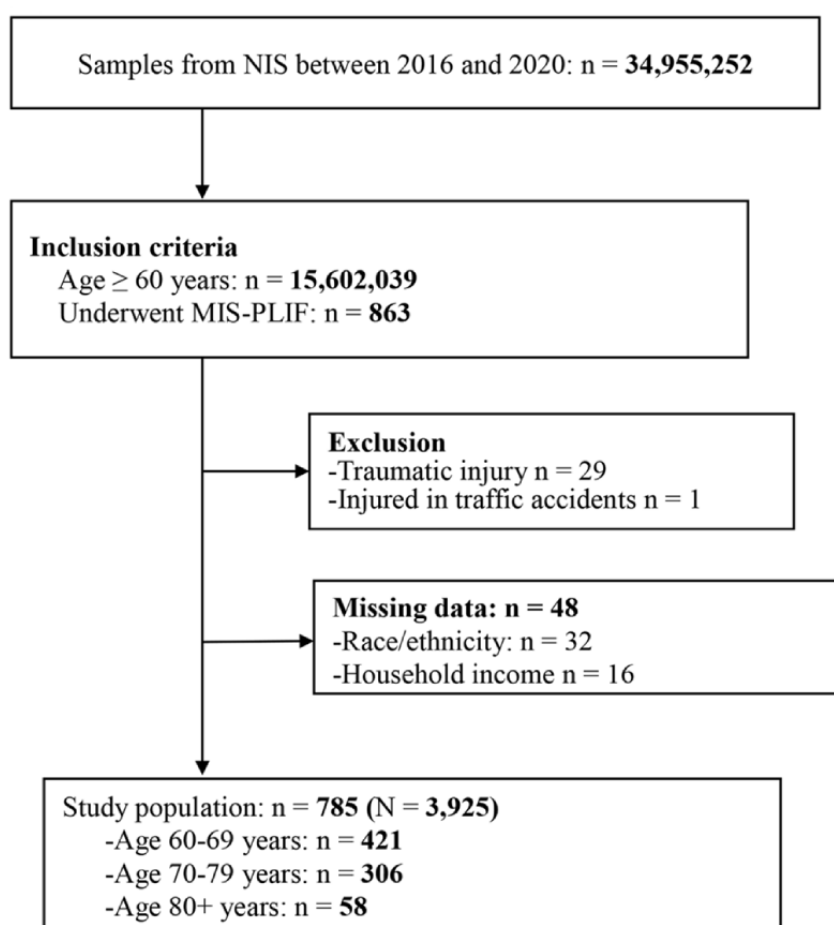 Samples from NIS between 2016 and 2020: n = 34,955,252
Inclusion criteria
Age ≥ 60 years: n = 15,602,039
Underwent MIS-PLIF: n = 863
Exclusion
-Traumatic injury n = 29
-Injured in traffic accidents n = 1
Missing data: n = 48
-Race/ethnicity: n = 32
-Household income n = 16
Study population: n = 785 (N = 3,925)
-Age 60-69 years: n = 421
-Age 70-79 years: n = 306
-Age 80+ years: n = 58